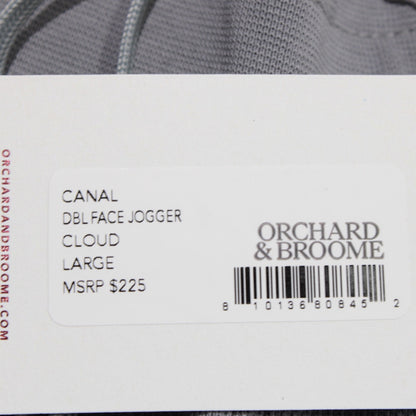 ORCHARDANDBROOME.COM
CANAL
DBL FACE JOGGER
CLOUD
LARGE
MSRP $225
ORCHARD
& BROOME
8 10136 80845 2